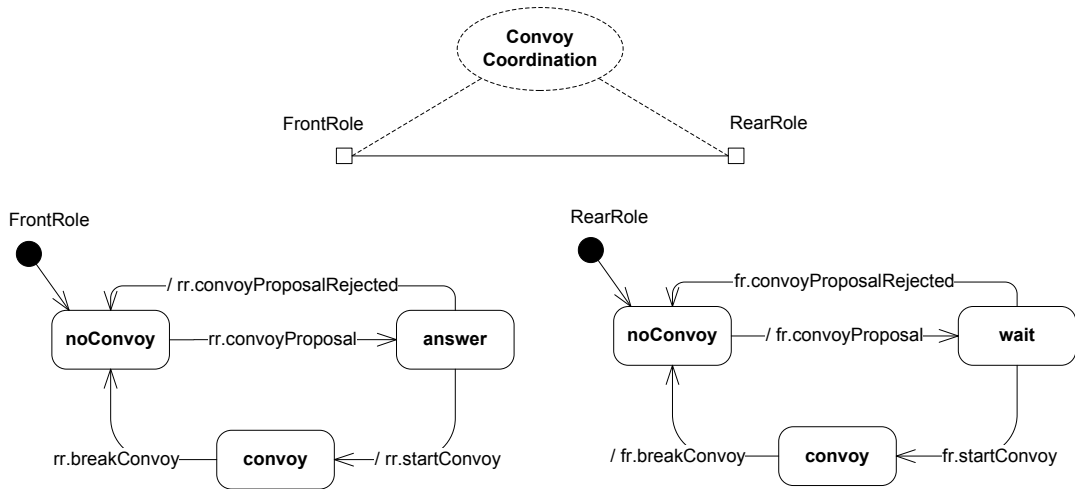 Convoy
Coordination
FrontRole
RearRole
FrontRole
/ rr.convoyProposalRejected
noConvoy
rr.convoyProposal
answer
rr.breakConvoy
convoy
/ rr.startConvoy
RearRole
fr.convoyProposalRejected
noConvoy
/ fr.convoyProposal
wait
/ fr.breakConvoy
convoy
fr.startConvoy